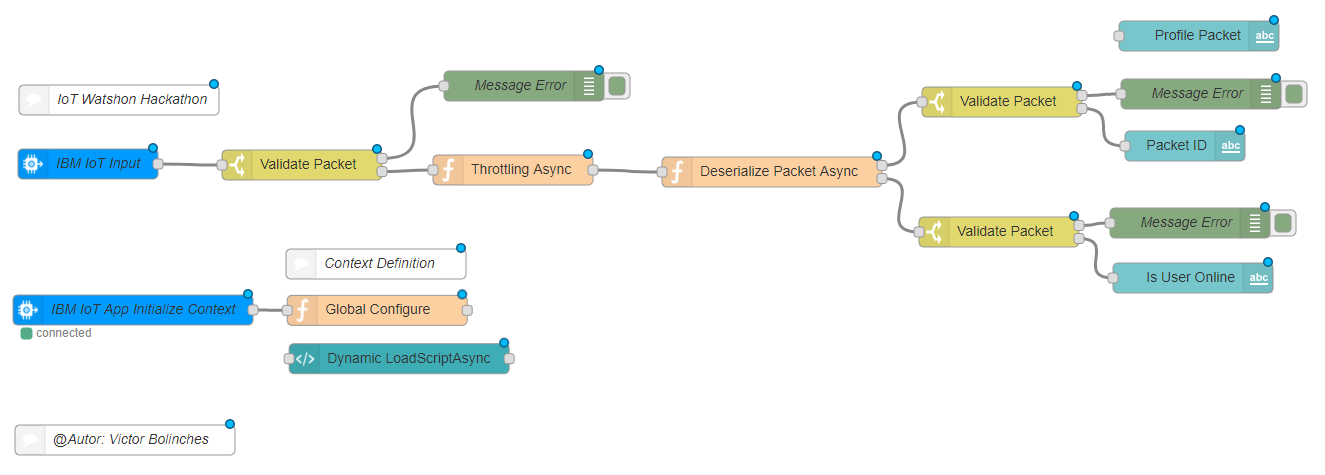 Profile Packet abc
IoT Watshon Hackathon
Message Error
Validate Packet
Message Error
IBM IoT Input
Validate Packet
Throttling Async
Deserialize Packet Async
Packet ID abc
Validate Packet
Message Error
Context Definition
Is User Online abc
IBM IoT App Initialize Context
Global Configure
connected
Dynamic LoadScriptAsync
@Autor: Victor Bolinches